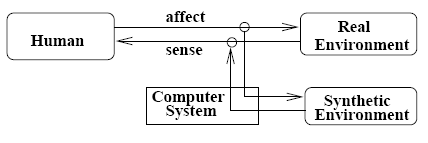 affect
Human
Real
Environment
sense
Computer
System
Synthetic
Environment